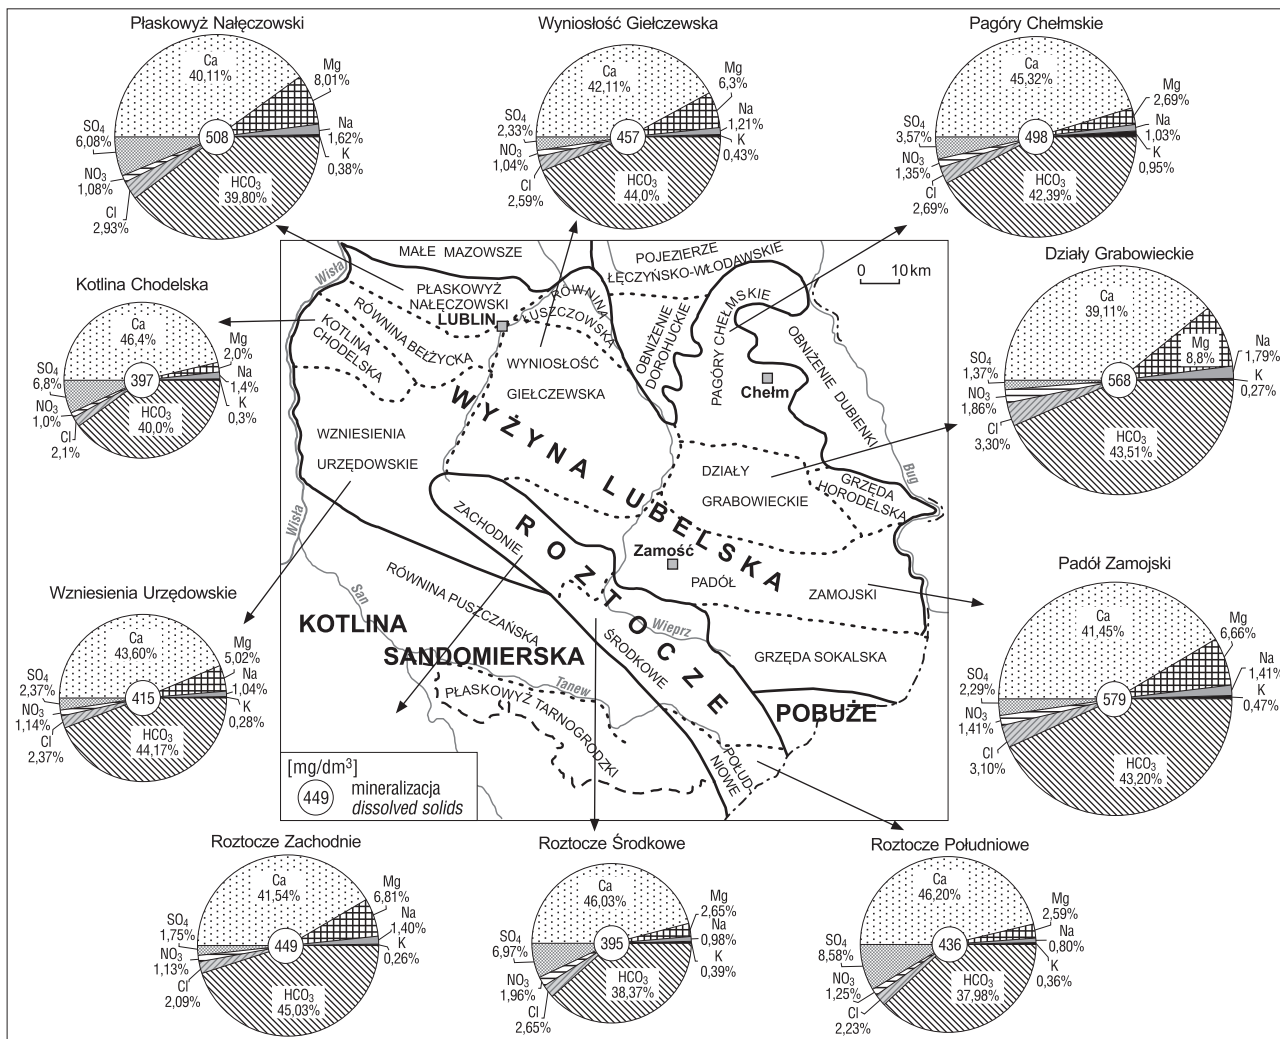 Płaskowyż Nałęczowski
Ca
40,11%
Mg
8,01%
Na
1,62%
K
0,38%
SO₄
6,08%
NO₃
1,08%
Cl
2,93%
HCO₃
39,80%
508
Wyniosłość Giełczewska
Ca
42,11%
Mg
6,3%
Na
1,21%
K
0,43%
SO₄
2,33%
NO₃
1,04%
Cl
2,59%
HCO₃
44,0%
457
Pagóry Chełmskie
Ca
45,32%
Mg
2,69%
Na
1,03%
K
0,95%
SO₄
3,57%
NO₃
1,35%
Cl
2,69%
HCO₃
42,39%
498
Kotlina Chodelska
Ca
46,4%
Mg
2,0%
Na
1,4%
K
0,3%
SO₄
6,8%
NO₃
1,0%
Cl
2,1%
HCO₃
40,0%
397
Działy Grabowieckie
Ca
39,11%
Mg
8,8%
Na
1,79%
K
0,27%
SO₄
1,37%
NO₃
1,86%
Cl
3,30%
HCO₃
43,51%
568
MAŁE MAZOWSZE
POJEZIERZE
ŁĘCZYŃSKO-WŁODAWSKIE
0 10 km
Wisła
PŁASKOWYŻ
NAŁĘCZOWSKI
LUBLIN
RÓWNINA
ŁUSZCZOWSKA
RÓWNINA BEŁŻYCKA
KOTLINA
CHODELSKA
WYNIOSŁOŚĆ
GIEŁCZEWSKA
OBNIŻENIE
DOROHUCKIE
PAGÓRY CHEŁMSKIE
Chełm
OBNIŻENIE DUBIENKI
Bug
WYŻYNA LUBELSKA
WZNIESIENIA
URZĘDOWSKIE
DZIAŁY
GRABOWIECKIE
GRZĘDA
HORODELSKA
Wisła
ZACHODNIE
ROZTOCZE
Zamość
PADÓŁ
ZAMOJSKI
San
RÓWNINA PUSZCZAŃSKA
KOTLINA
SANDOMIERSKA
ŚRODKOWE
Wieprz
GRZĘDA SOKALSKA
Tanew
PŁASKOWYŻ TARNOGRODZKI
POBUŻE
POŁUD-
NIOWE
[mg/dm³]
449
mineralizacja
dissolved solids
Wzniesienia Urzędowskie
Ca
43,60%
Mg
5,02%
Na
1,04%
K
0,28%
SO₄
2,37%
NO₃
1,14%
Cl
2,37%
HCO₃
44,17%
415
Padół Zamojski
Ca
41,45%
Mg
6,66%
Na
1,41%
K
0,47%
SO₄
2,29%
NO₃
1,41%
Cl
3,10%
HCO₃
43,20%
579
Roztocze Zachodnie
Ca
41,54%
Mg
6,81%
Na
1,40%
K
0,26%
SO₄
1,75%
NO₃
1,13%
Cl
2,09%
HCO₃
45,03%
449
Roztocze Środkowe
Ca
46,03%
Mg
2,65%
Na
0,98%
K
0,39%
SO₄
6,97%
NO₃
1,96%
Cl
2,65%
HCO₃
38,37%
395
Roztocze Południowe
Ca
46,20%
Mg
2,59%
Na
0,80%
K
0,36%
SO₄
8,58%
NO₃
1,25%
Cl
2,23%
HCO₃
37,98%
436